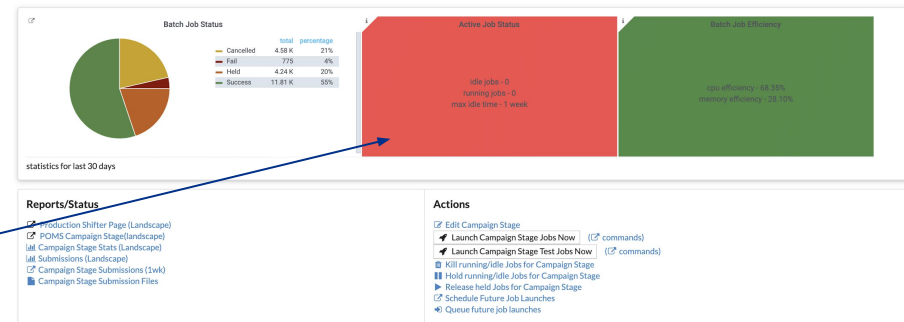 Batch Job Status
total percentage
Cancelled 4.58 K 21%
Fail 775 4%
Held 4.24 K 20%
Success 11.81 K 55%
statistics for last 30 days
i
Active Job Status
idle jobs - 0
running jobs - 0
max idle time - 1 week
i
Batch Job Efficiency
cpu efficiency - 68.35%
memory efficiency - 28.10%
Reports/Status
Production Shifter Page (Landscape)
POMS Campaign Stage(landscape)
Campaign Stage Stats (Landscape)
Submissions (Landscape)
Campaign Stage Submissions (1wk)
Campaign Stage Submission Files
Actions
Edit Campaign Stage
Launch Campaign Stage Jobs Now ( commands)
Launch Campaign Stage Test Jobs Now ( commands)
Kill running/idle Jobs for Campaign Stage
Hold running/idle Jobs for Campaign Stage
Release held Jobs for Campaign Stage
Schedule Future Job Launches
Queue future job launches